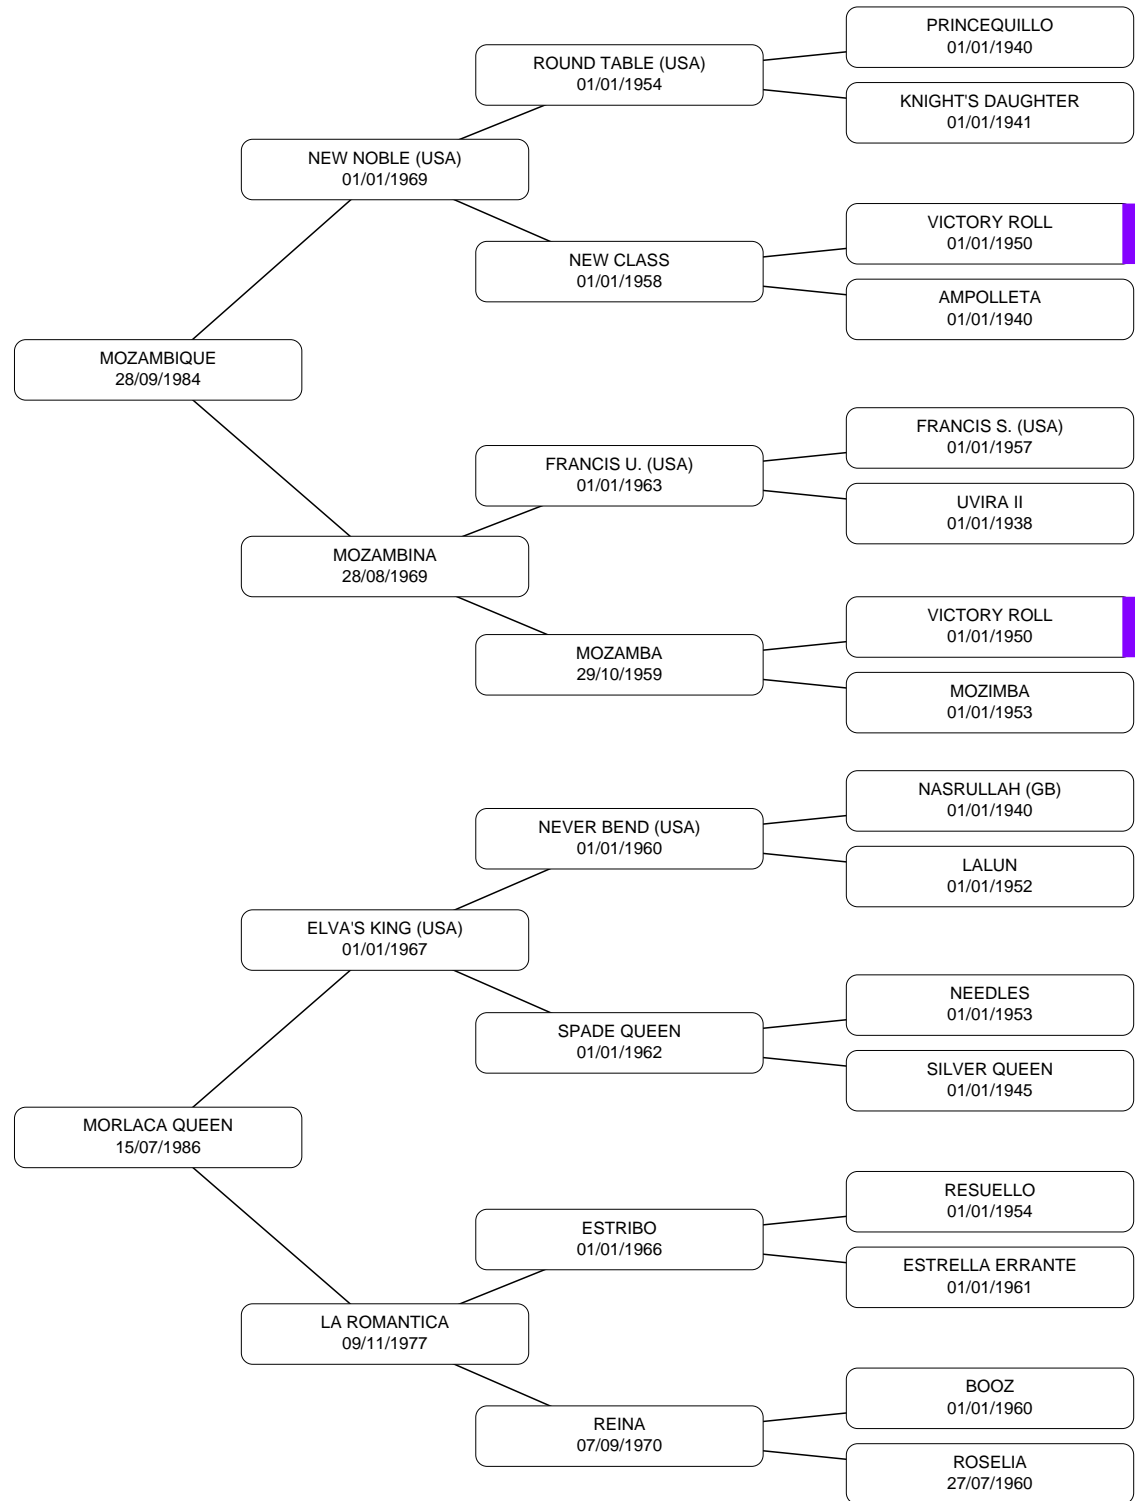 PRINCEQUILLO
01/01/1940
ROUND TABLE (USA)
01/01/1954
KNIGHT'S DAUGHTER
01/01/1941
NEW NOBLE (USA)
01/01/1969
VICTORY ROLL
01/01/1950
NEW CLASS
01/01/1958
AMPOLLETA
01/01/1940
MOZAMBIQUE
28/09/1984
FRANCIS S. (USA)
01/01/1957
FRANCIS U. (USA)
01/01/1963
UVIRA II
01/01/1938
MOZAMBINA
28/08/1969
VICTORY ROLL
01/01/1950
MOZAMBA
29/10/1959
MOZIMBA
01/01/1953
NASRULLAH (GB)
01/01/1940
NEVER BEND (USA)
01/01/1960
LALUN
01/01/1952
ELVA'S KING (USA)
01/01/1967
NEEDLES
01/01/1953
SPADE QUEEN
01/01/1962
SILVER QUEEN
01/01/1945
MORLACA QUEEN
15/07/1986
RESUELLO
01/01/1954
ESTRIBO
01/01/1966
ESTRELLA ERRANTE
01/01/1961
LA ROMANTICA
09/11/1977
BOOZ
01/01/1960
REINA
07/09/1970
ROSELIA
27/07/1960